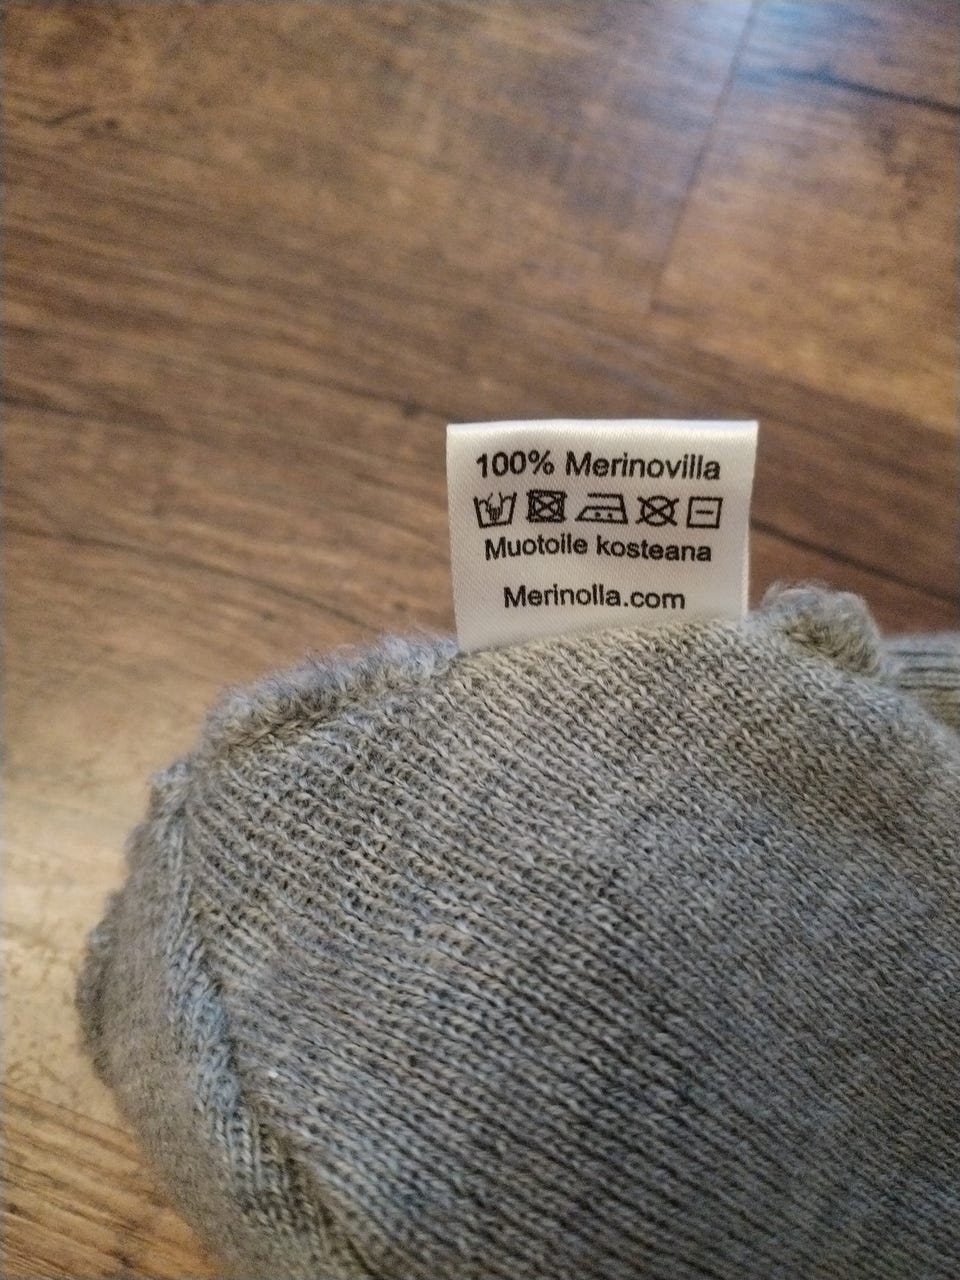 100% Merinovilla
Muotoile kosteana
Merinolla.com